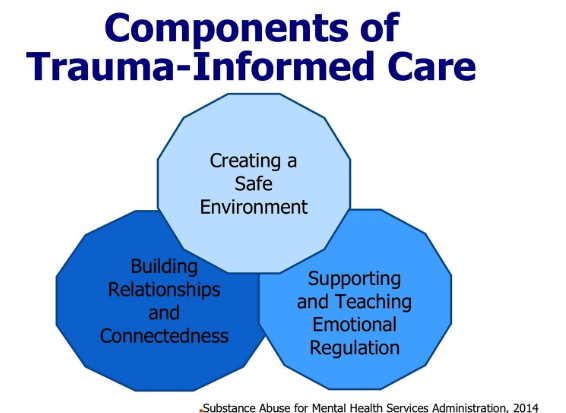 Components of
Trauma-Informed Care
Creating a
Safe
Environment
Building
Relationships
and
Connectedness
Supporting
and Teaching
Emotional
Regulation
Substance Abuse for Mental Health Services Administration, 2014